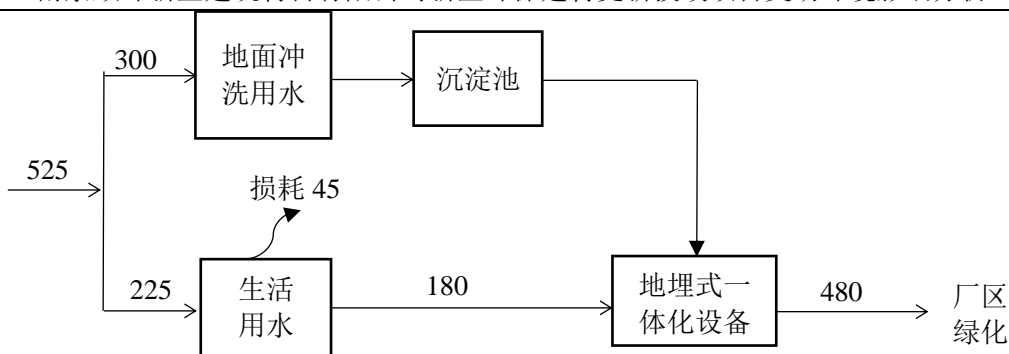 300
地面冲
洗用水
沉淀池
525
损耗 45
225
生活
用水
180
地埋式一
体化设备
480
厂区
绿化